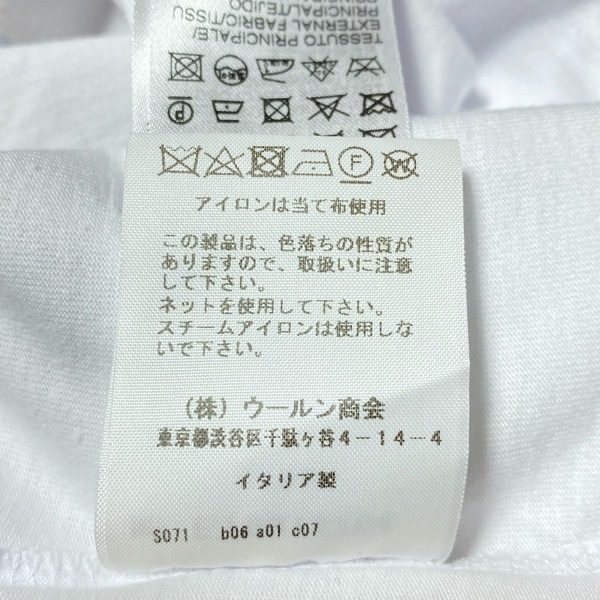 TESSUTO PRINCIPALE/
EXTERNAL FABRIC/TISSU
PRINCIPAL/TEJIDO
PRINCIPAL
P
F
W
アイロンは当て布使用
この製品は、色落ちの性質が
ありますので、取扱いに注意
して下さい。
ネットを使用して下さい。
スチームアイロンは使用しな
いで下さい。
(株) ウールン商会
東京都渋谷区千駄ヶ谷4-14-4
イタリア製
S071 b06 a01 c07